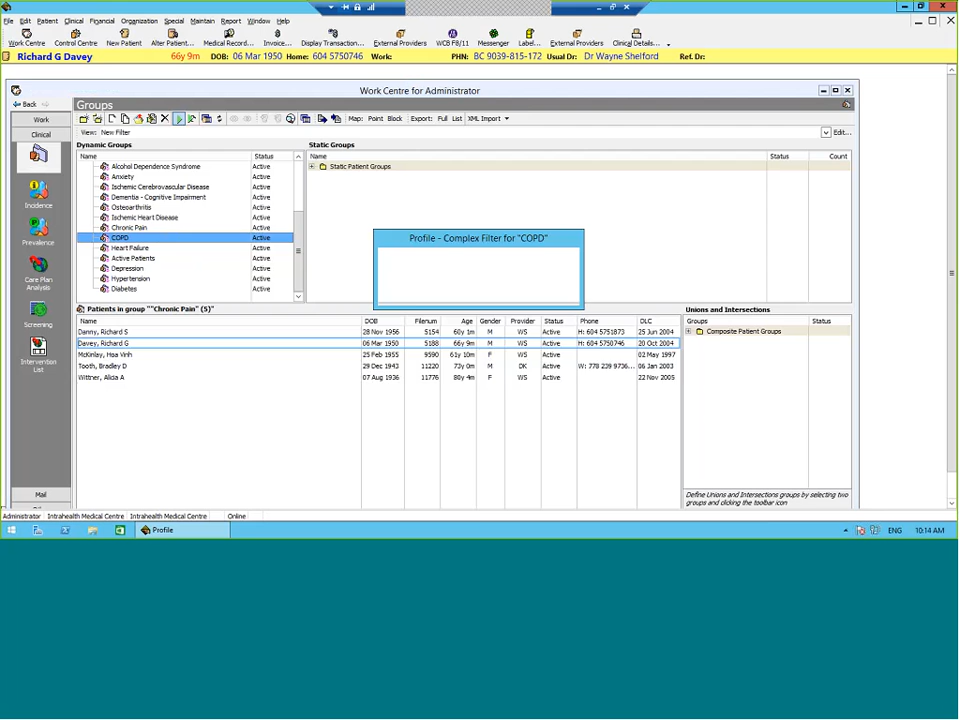 File Edit Patient Clinical Financial Organization Special Maintain Report Window Help
Work Centre Control Centre New Patient Alter Patient... Medical Record... Invoice... Display Transaction... External Providers WCB F8/11 Messenger Label... External Providers Clinical Details...
Richard G Davey 66y 9m DOB: 06 Mar 1950 Home: 604 5750746 Work: PHN: BC 9039-815-172 Usual Dr: Dr Wayne Shelford Ref. Dr:
Work Centre for Administrator
Back Groups
Work Map: Point Block Export: Full List XML Import
Clinical View: New Filter Edit...
Dynamic Groups Static Groups
Name Status Name Status Count
Alcohol Dependence Syndrome Active Static Patient Groups
Anxiety Active
Ischemic Cerebrovascular Disease Active
Dementia - Cognitive Impairment Active
Incidence
Osteoarthritis Active
Ischemic Heart Disease Active
Chronic Pain Active
COPD Active Profile - Complex Filter for "COPD"
Prevalence
Heart Failure Active
Active Patients Active
Depression Active
Hypertension Active
Care Plan Analysis
Diabetes Active
Patients in group ""Chronic Pain" (5)" Unions and Intersections
Name DOB Filenum Age Gender Provider Status Phone DLC Groups Status
Screening
Danny, Richard S 28 Nov 1956 5154 60y 1m M WS Active H: 604 5751873 25 Jun 2004 Composite Patient Groups
Davey, Richard G 06 Mar 1950 5188 66y 9m M WS Active H: 604 5750746 20 Oct 2004
McKinlay, Hoa Vinh 25 Feb 1955 9590 61y 10m F WS Active 02 May 1997
Tooth, Bradley D 29 Dec 1943 11220 73y 0m M DK Active W: 778 239 9736... 06 Jan 2003
Intervention List
Wittner, Alicia A 07 Aug 1936 11776 80y 4m F WS Active 22 Nov 2005
Mail
Define Unions and Intersections groups by selecting two
groups and clicking the toolbar icon
Administrator Intrahealth Medical Centre Intrahealth Medical Centre Online
Profile ENG 10:14 AM